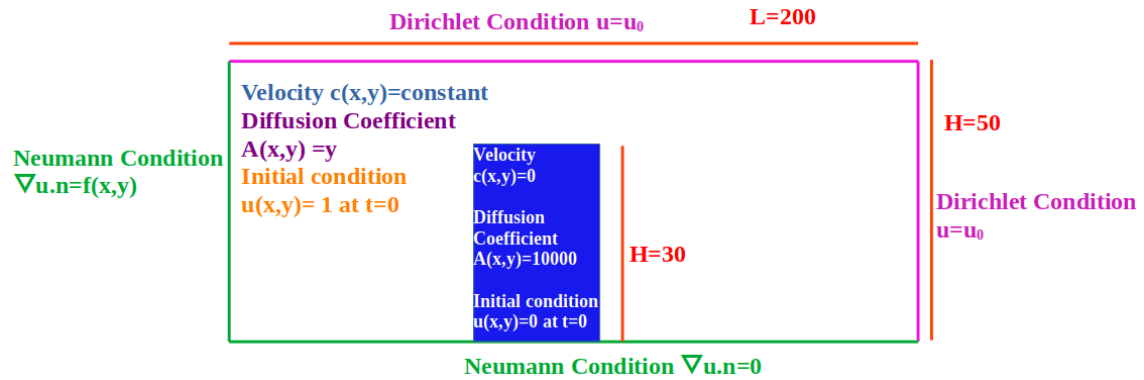 Dirichlet Condition u=u₀
L=200
Velocity c(x,y)=constant
Diffusion Coefficient
A(x,y) =y
Initial condition
u(x,y)= 1 at t=0
Neumann Condition
∇u.n=f(x,y)
Velocity
c(x,y)=0
Diffusion
Coefficient
A(x,y)=10000
Initial condition
u(x,y)=0 at t=0
H=30
H=50
Dirichlet Condition
u=u₀
Neumann Condition ∇u.n=0